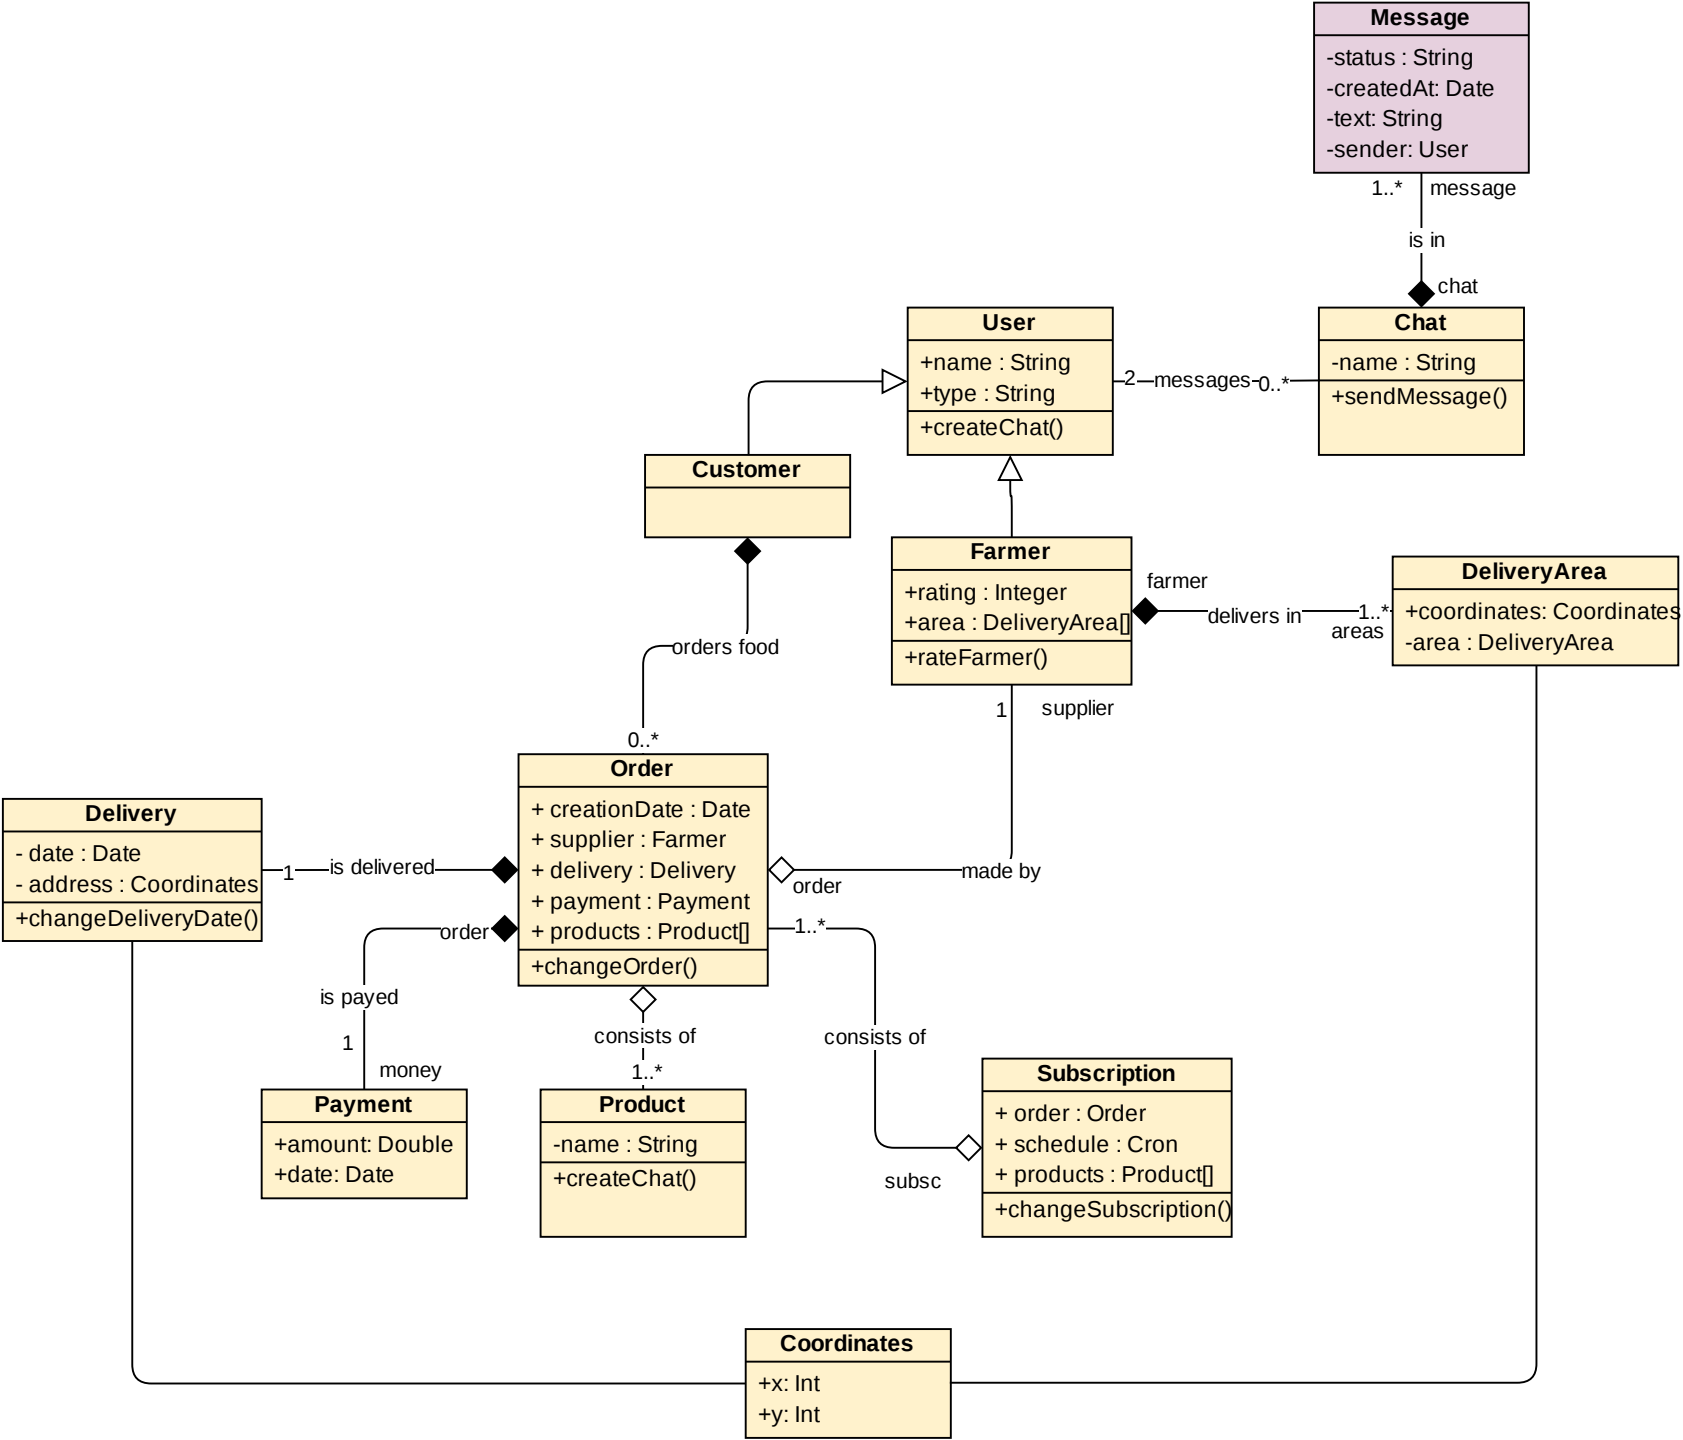 Message
-status : String
-createdAt: Date
-text: String
-sender: User
1..*
message
is in
chat
User
+name : String
+type : String
+createChat()
2
messages
0..*
Chat
-name : String
+sendMessage()
Customer
Farmer
+rating : Integer
+area : DeliveryArea[]
+rateFarmer()
farmer
delivers in
1..*
areas
DeliveryArea
+coordinates: Coordinates
-area : DeliveryArea
orders food
0..*
1
supplier
Order
+ creationDate : Date
+ supplier : Farmer
+ delivery : Delivery
+ payment : Payment
+ products : Product[]
+changeOrder()
Delivery
- date : Date
- address : Coordinates
+changeDeliveryDate()
1
is delivered
order
made by
order
1..*
is payed
1
money
consists of
1..*
consists of
subsc
Payment
+amount: Double
+date: Date
Product
-name : String
+createChat()
Subscription
+ order : Order
+ schedule : Cron
+ products : Product[]
+changeSubscription()
Coordinates
+x: Int
+y: Int